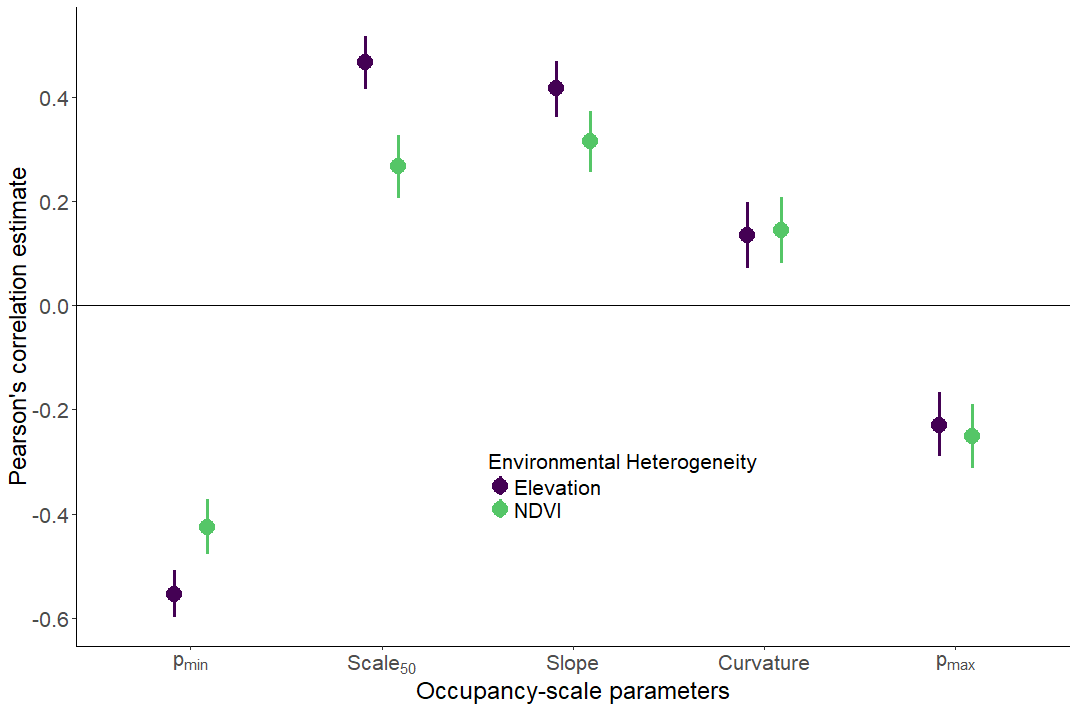 Pearson's correlation estimate
0.4
0.2
0.0
-0.2
-0.4
-0.6
Environmental Heterogeneity
Elevation
NDVI
pmin Scale50 Slope Curvature pmax
Occupancy-scale parameters